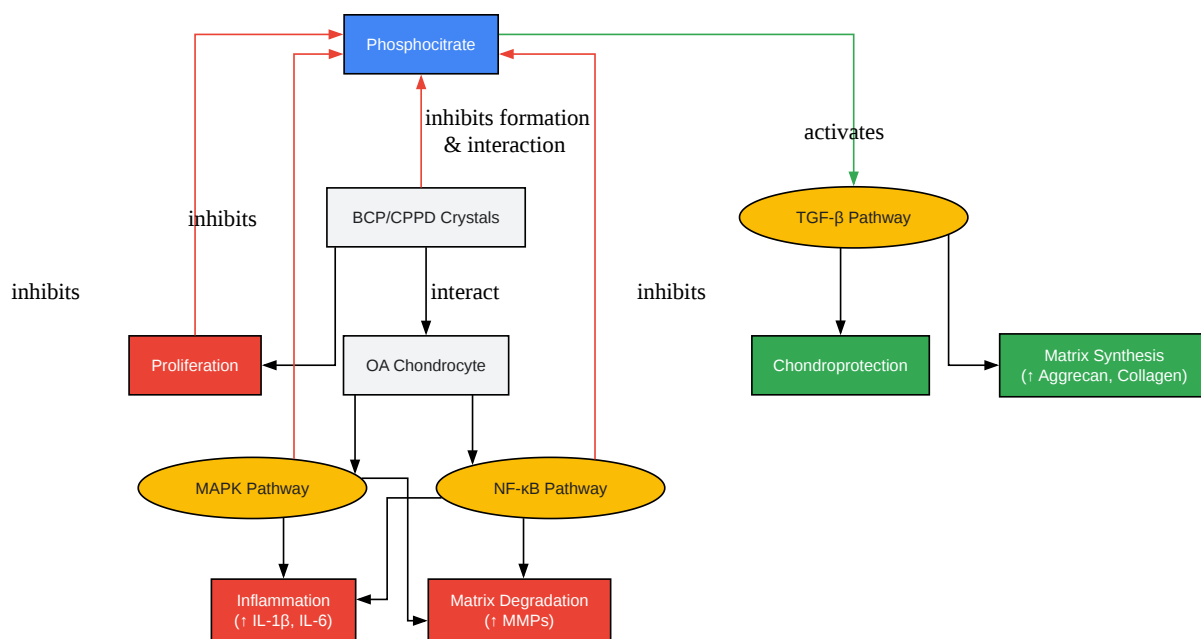 Phosphocitrate
inhibits formation
& interaction
activates
BCP/CPPD Crystals
TGF-β Pathway
inhibits
inhibits
interact
inhibits
Proliferation
OA Chondrocyte
Chondroprotection
Matrix Synthesis
(↑ Aggrecan, Collagen)
MAPK Pathway
NF-κB Pathway
Inflammation
(↑ IL-1β, IL-6)
Matrix Degradation
(↑ MMPs)